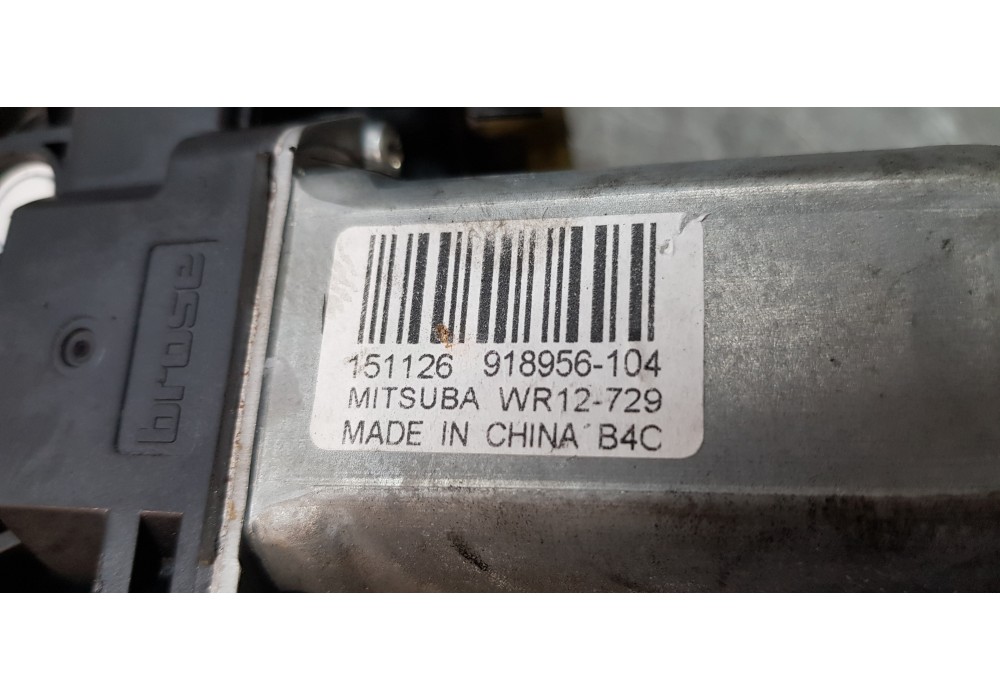 brose
151126 918956-104
MITSUBA WR12-729
MADE IN CHINA B4C